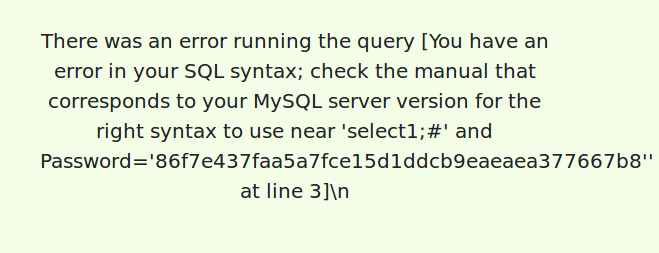 There was an error running the query [You have an
error in your SQL syntax; check the manual that
corresponds to your MySQL server version for the
right syntax to use near 'select1;#' and
Password='86f7e437faa5a7fce15d1ddcb9eaeaea377667b8''
at line 3]\n